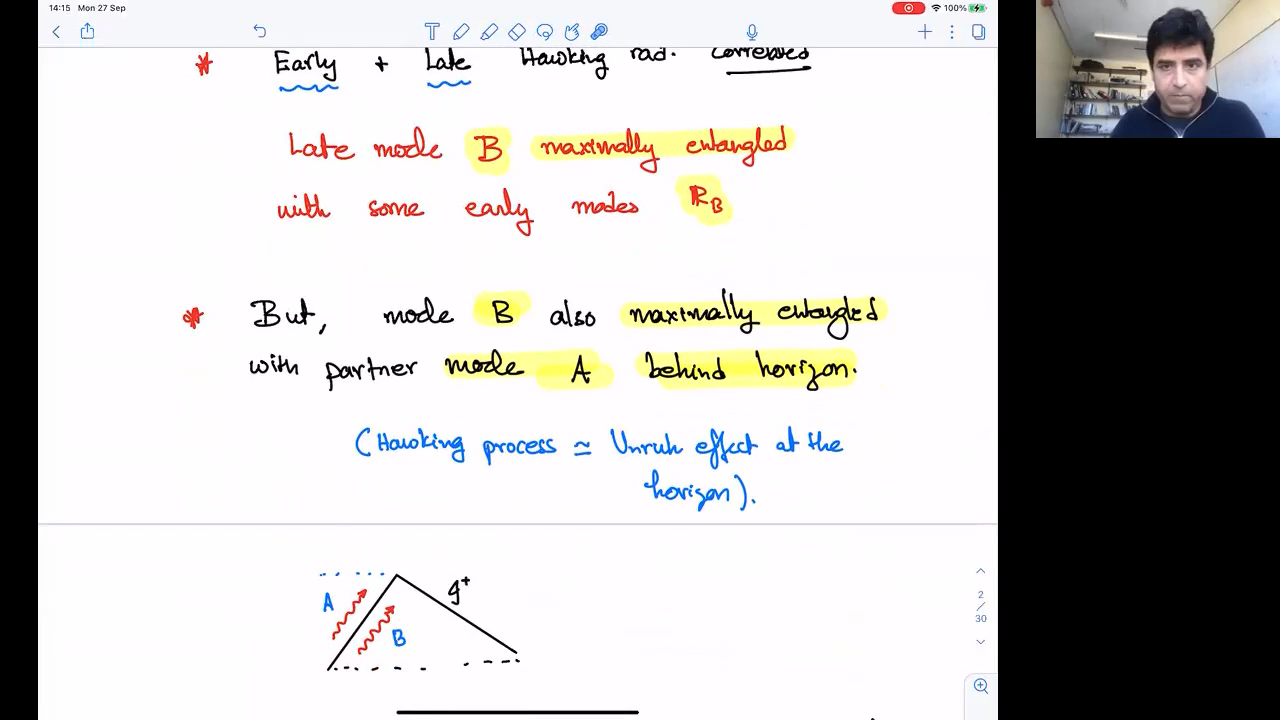 14:15 Mon 27 Sep
100%
* Early + Late Hawking rad. correlated
Late mode B maximally entangled
with some early modes R_B
* But, mode B also maximally entangled
with partner mode A behind horizon.
(Hawking process ≃ Unruh effect at the
horizon).
A
B
𝓘⁺
2
/
30